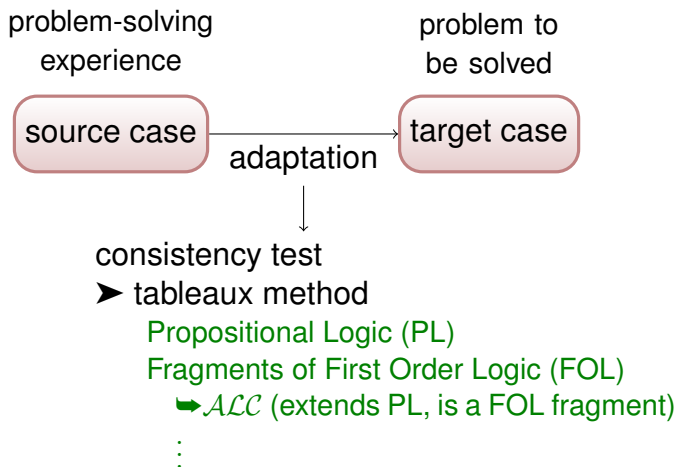 problem-solving
experience
problem to
be solved
source case
target case
adaptation
consistency test
➤ tableaux method
Propositional Logic (PL)
Fragments of First Order Logic (FOL)
➥ALC (extends PL, is a FOL fragment)
⋮